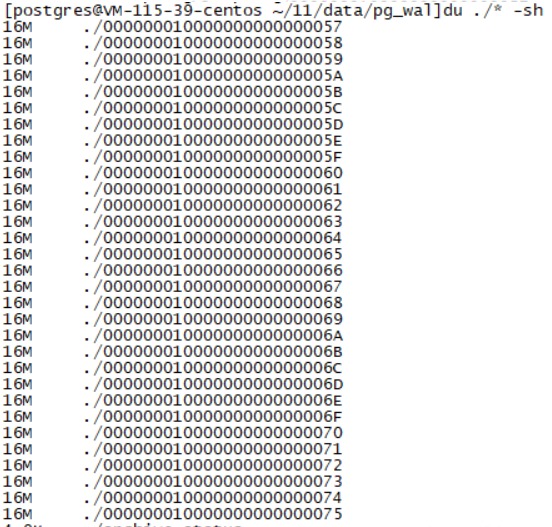 [postgres@VM-115-39-centos ~/11/data/pg_wal]du ./* -sh
16M ./000000010000000000000057
16M ./000000010000000000000058
16M ./000000010000000000000059
16M ./00000001000000000000005A
16M ./00000001000000000000005B
16M ./00000001000000000000005C
16M ./00000001000000000000005D
16M ./00000001000000000000005E
16M ./00000001000000000000005F
16M ./000000010000000000000060
16M ./000000010000000000000061
16M ./000000010000000000000062
16M ./000000010000000000000063
16M ./000000010000000000000064
16M ./000000010000000000000065
16M ./000000010000000000000066
16M ./000000010000000000000067
16M ./000000010000000000000068
16M ./000000010000000000000069
16M ./00000001000000000000006A
16M ./00000001000000000000006B
16M ./00000001000000000000006C
16M ./00000001000000000000006D
16M ./00000001000000000000006E
16M ./00000001000000000000006F
16M ./000000010000000000000070
16M ./000000010000000000000071
16M ./000000010000000000000072
16M ./000000010000000000000073
16M ./000000010000000000000074
16M ./000000010000000000000075